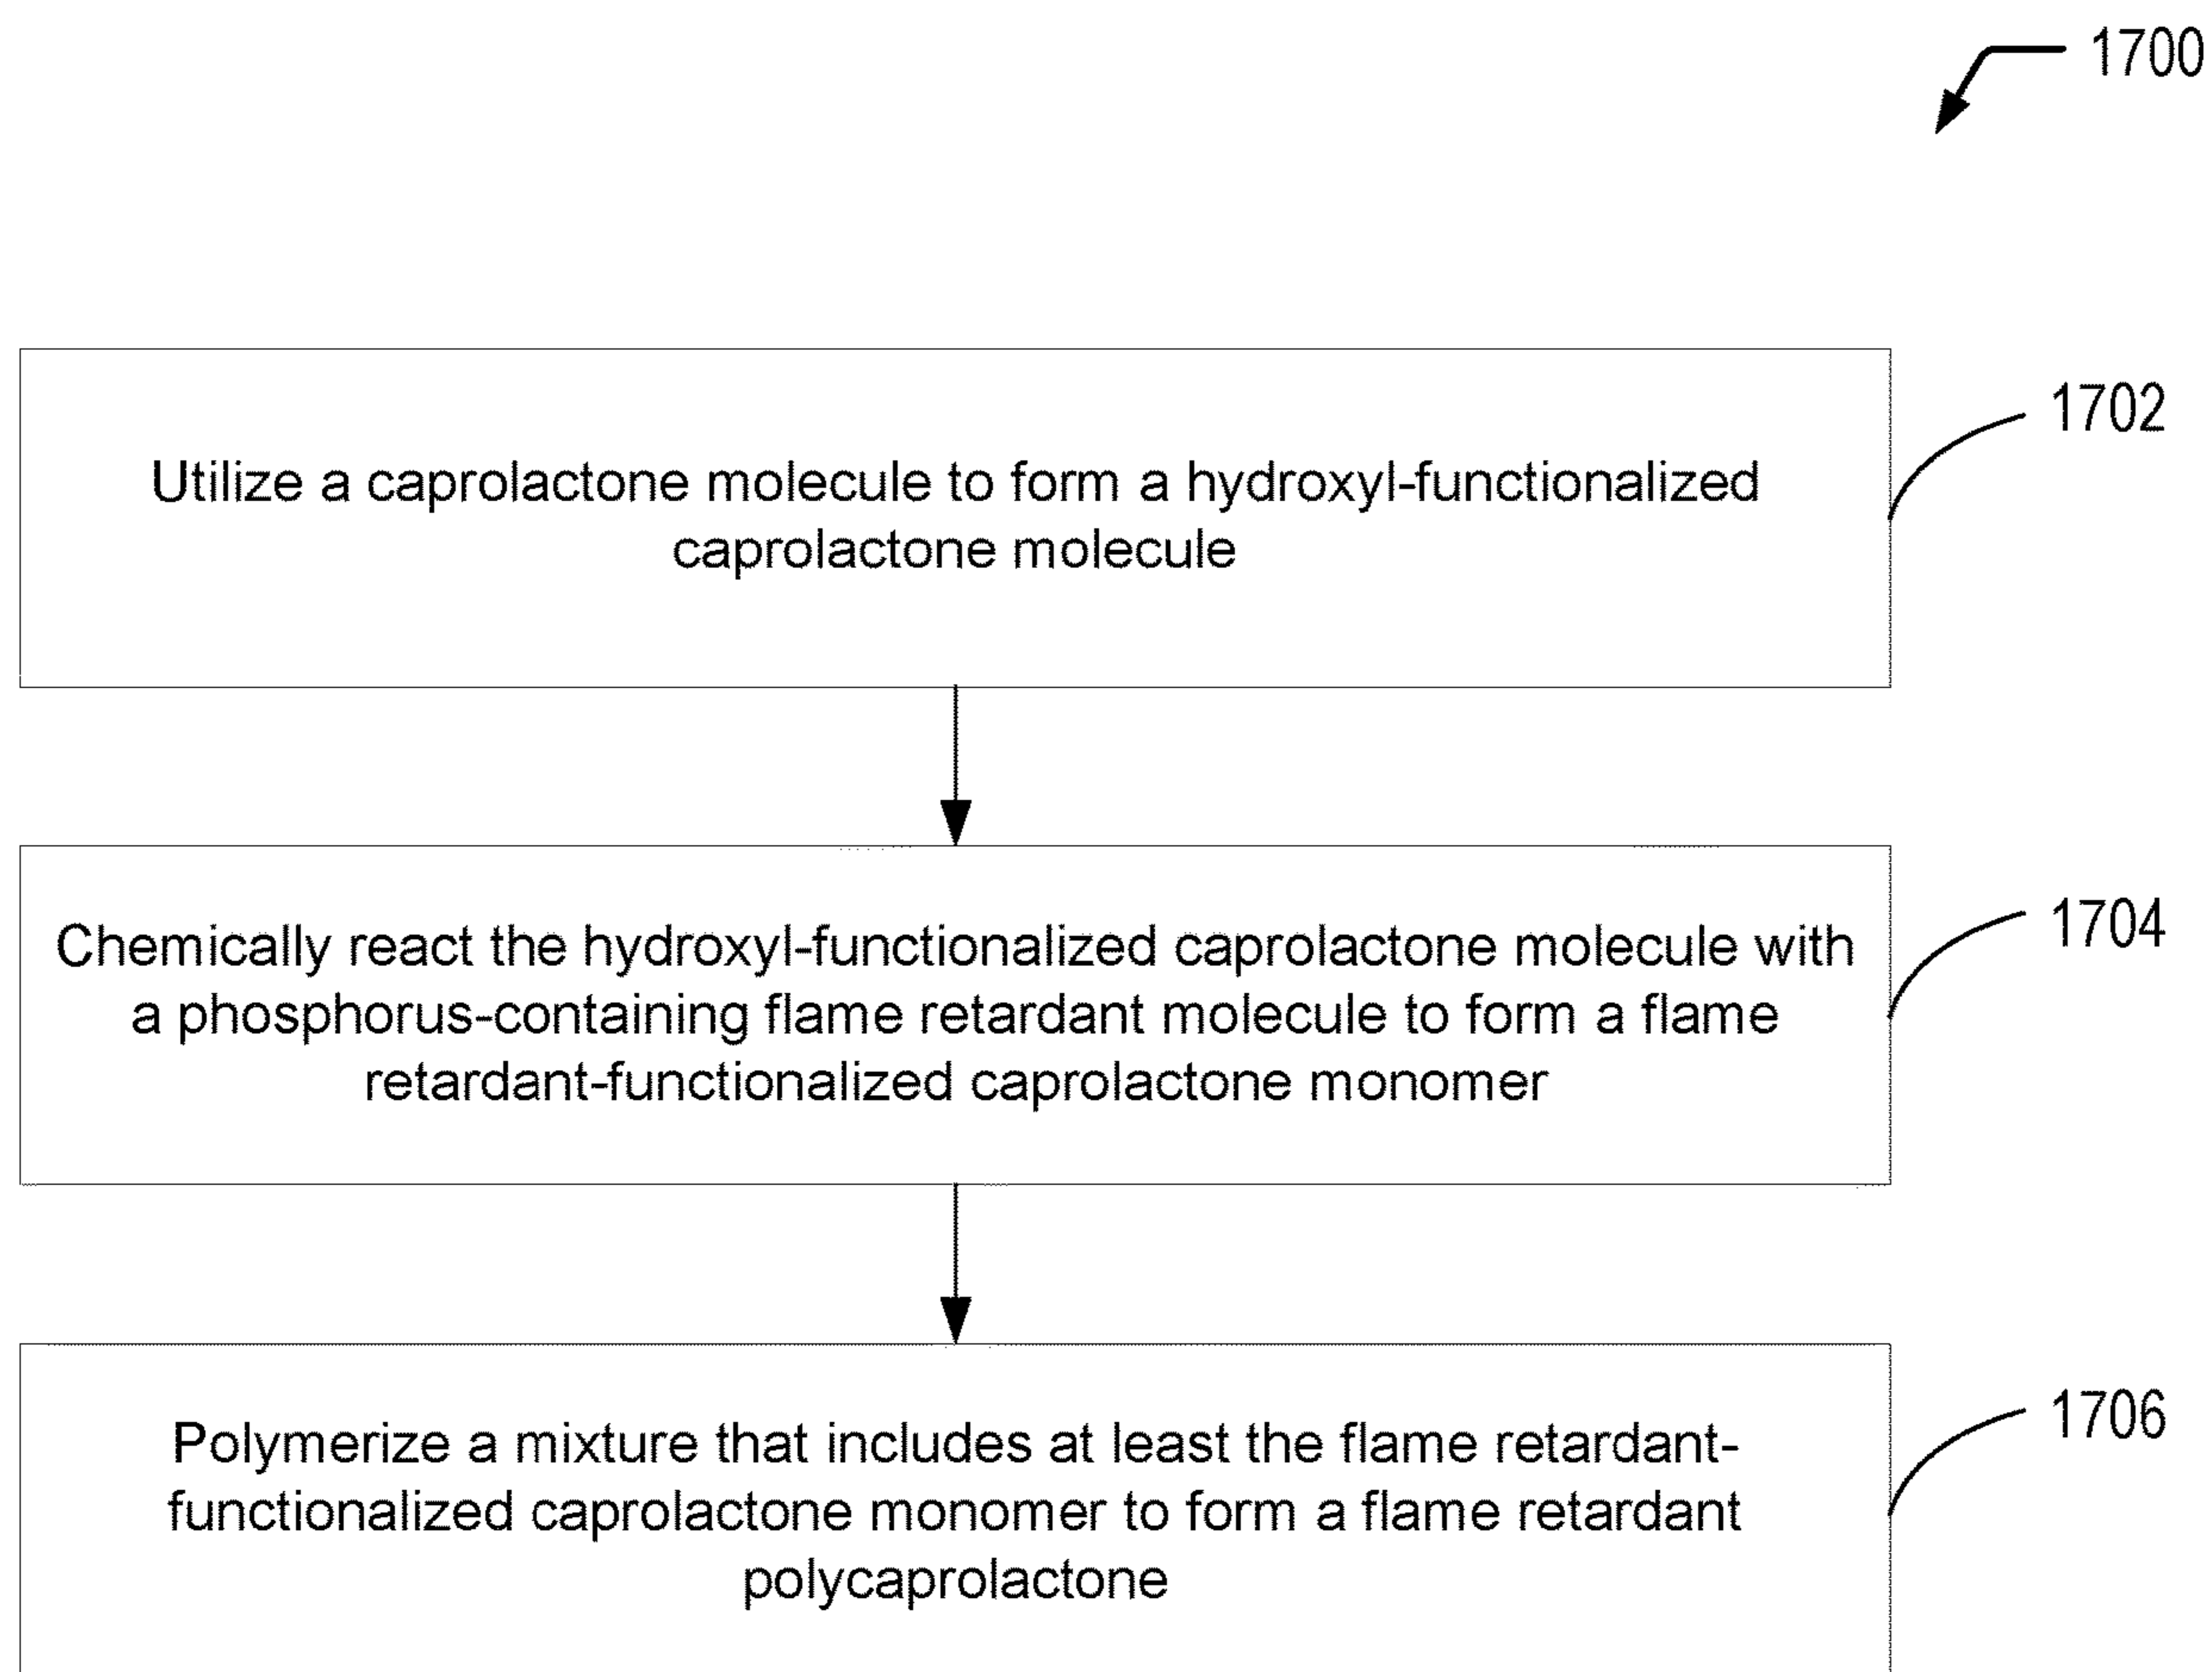 1700
1702
Utilize a caprolactone molecule to form a hydroxyl-functionalized
caprolactone molecule
1704
Chemically react the hydroxyl-functionalized caprolactone molecule with
a phosphorus-containing flame retardant molecule to form a flame
retardant-functionalized caprolactone monomer
1706
Polymerize a mixture that includes at least the flame retardant-
functionalized caprolactone monomer to form a flame retardant
polycaprolactone